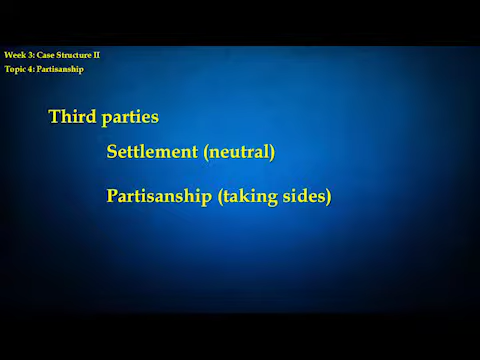 Week 3: Case Structure II
Topic 4: Partisanship
Third parties
Settlement (neutral)
Partisanship (taking sides)